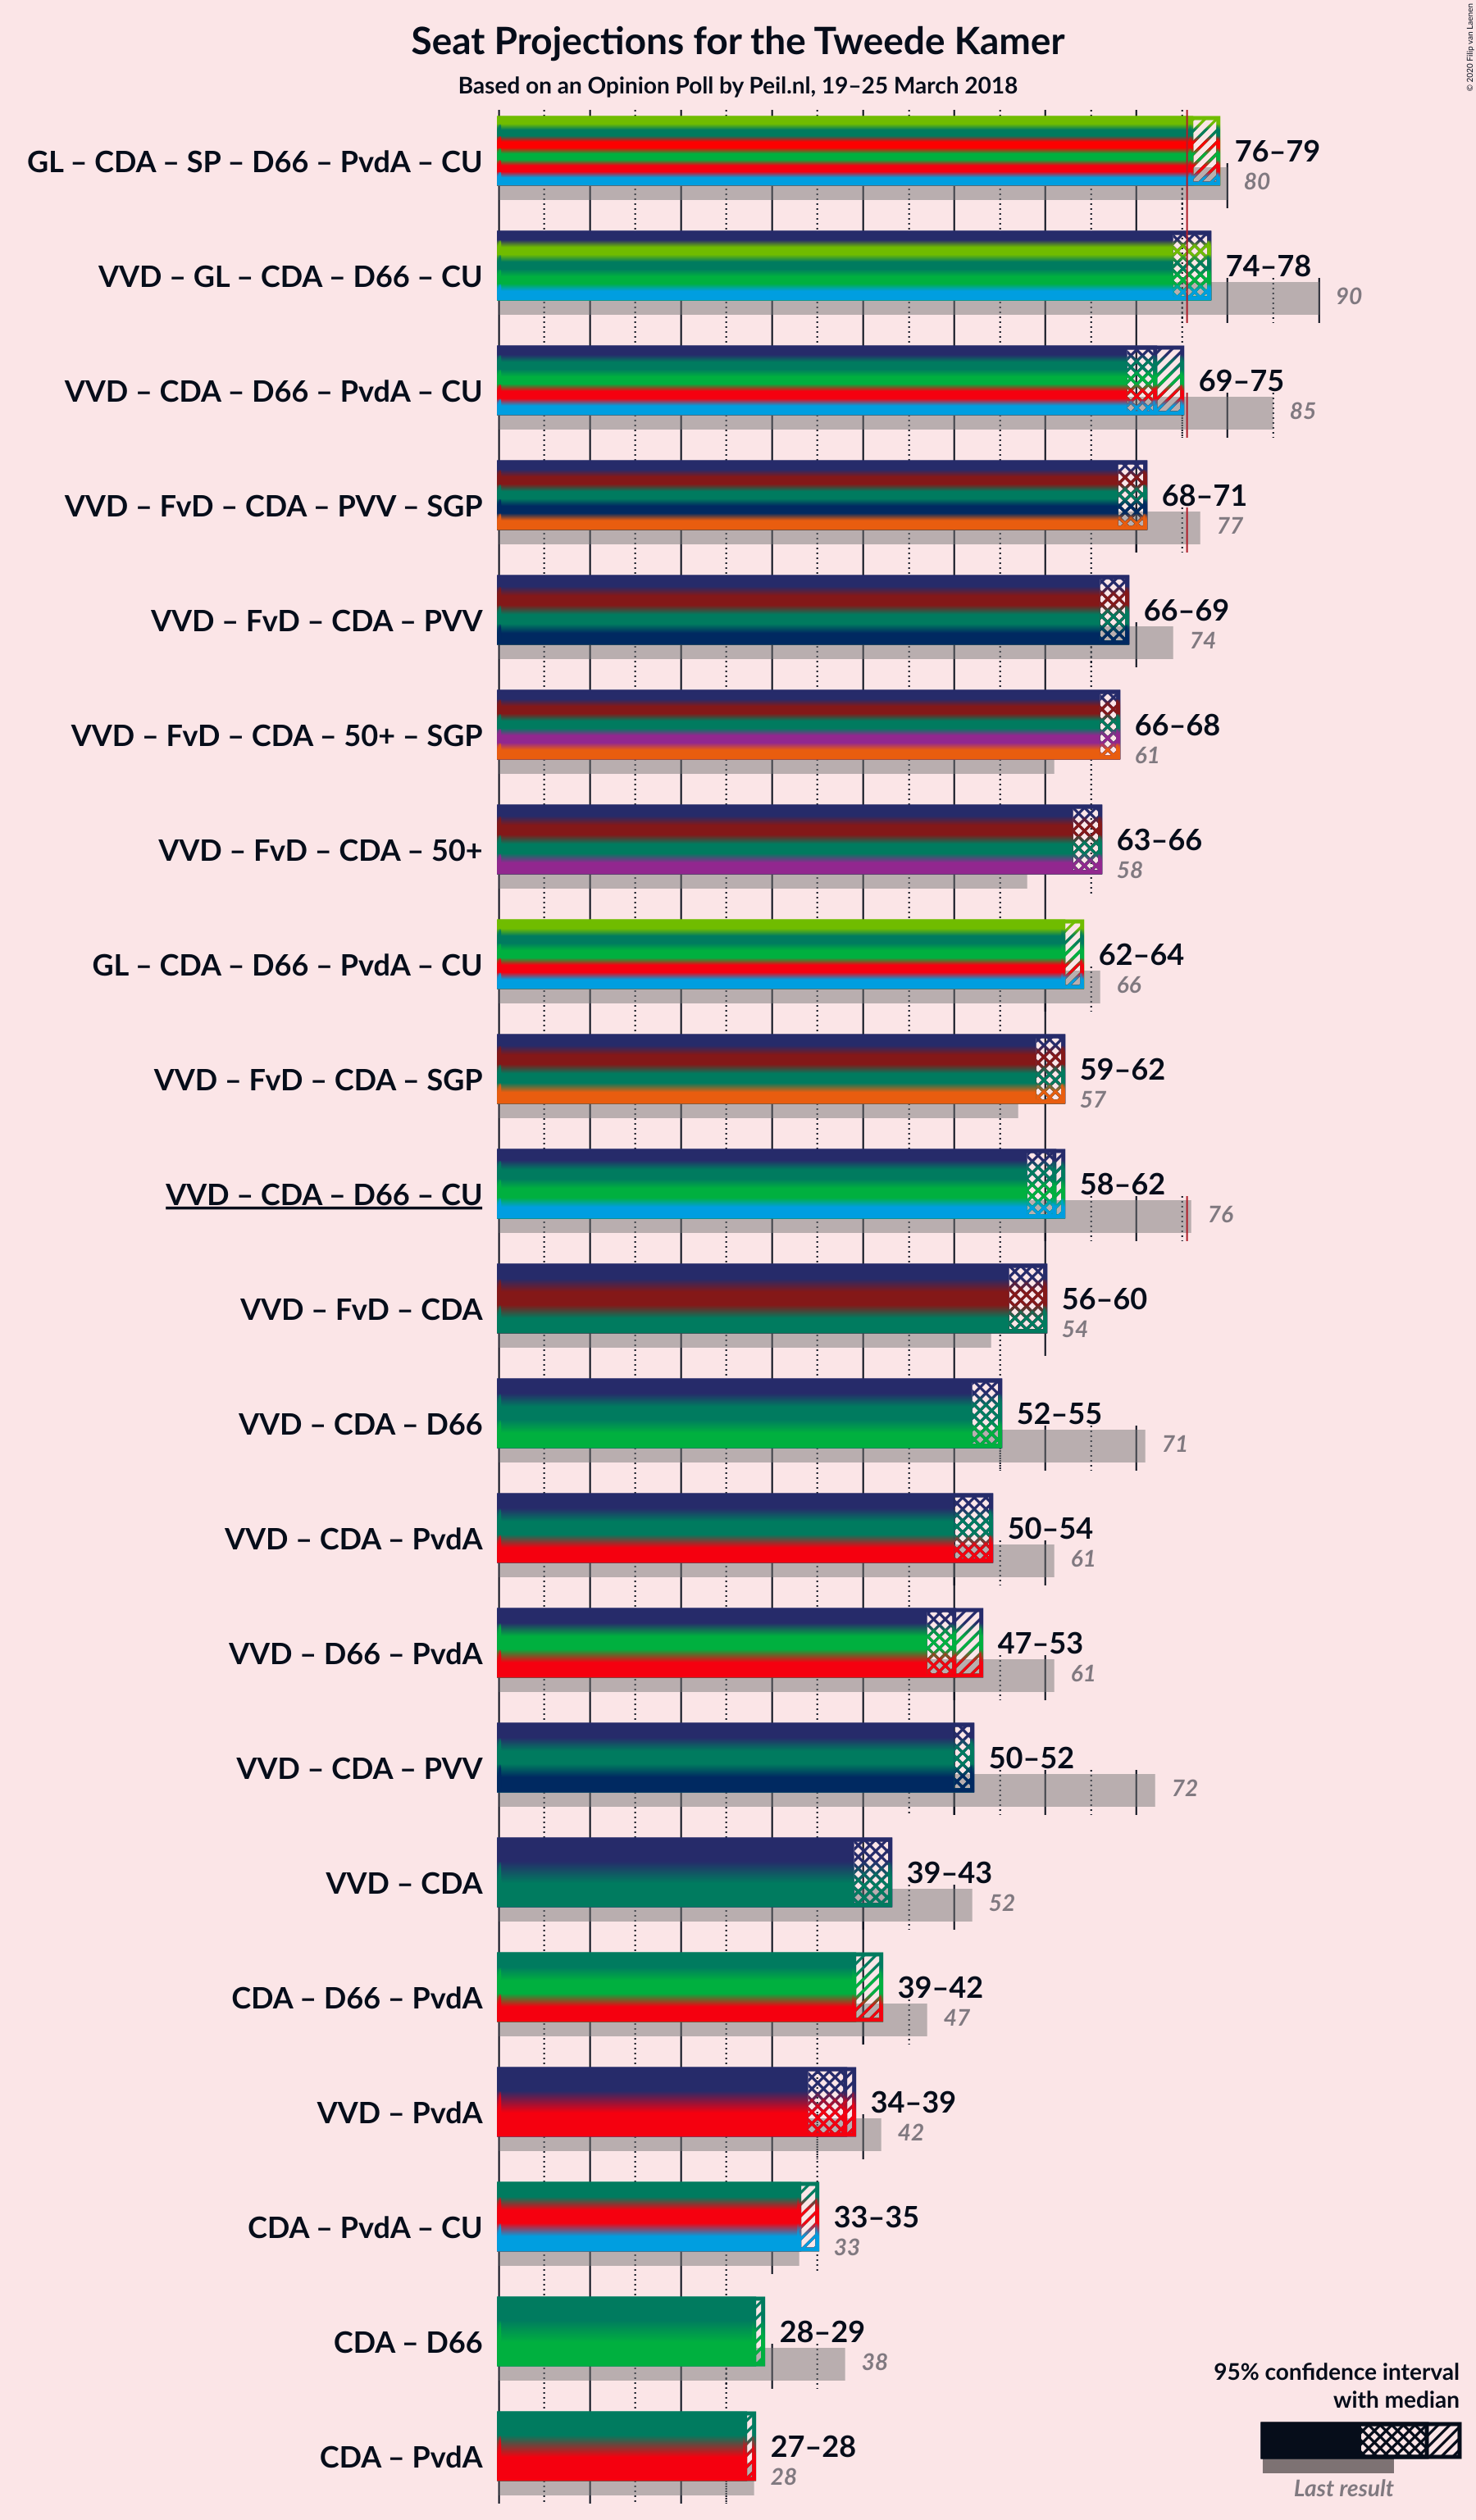 Seat Projections for the Tweede Kamer
Based on an Opinion Poll by Peil.nl, 19–25 March 2018
© 2020 Filip van Laenen
GL – CDA – SP – D66 – PvdA – CU
76–79
80
VVD – GL – CDA – D66 – CU
74–78
90
VVD – CDA – D66 – PvdA – CU
69–75
85
VVD – FvD – CDA – PVV – SGP
68–71
77
VVD – FvD – CDA – PVV
66–69
74
VVD – FvD – CDA – 50+ – SGP
66–68
61
VVD – FvD – CDA – 50+
63–66
58
GL – CDA – D66 – PvdA – CU
62–64
66
VVD – FvD – CDA – SGP
59–62
57
VVD – CDA – D66 – CU
58–62
76
VVD – FvD – CDA
56–60
54
VVD – CDA – D66
52–55
71
VVD – CDA – PvdA
50–54
61
VVD – D66 – PvdA
47–53
61
VVD – CDA – PVV
50–52
72
VVD – CDA
39–43
52
CDA – D66 – PvdA
39–42
47
VVD – PvdA
34–39
42
CDA – PvdA – CU
33–35
33
CDA – D66
28–29
38
CDA – PvdA
27–28
28
95% confidence interval
with median
Last result